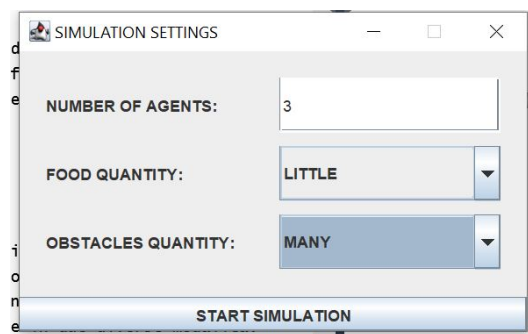 SIMULATION SETTINGS
NUMBER OF AGENTS: 3
FOOD QUANTITY: LITTLE
OBSTACLES QUANTITY: MANY
START SIMULATION